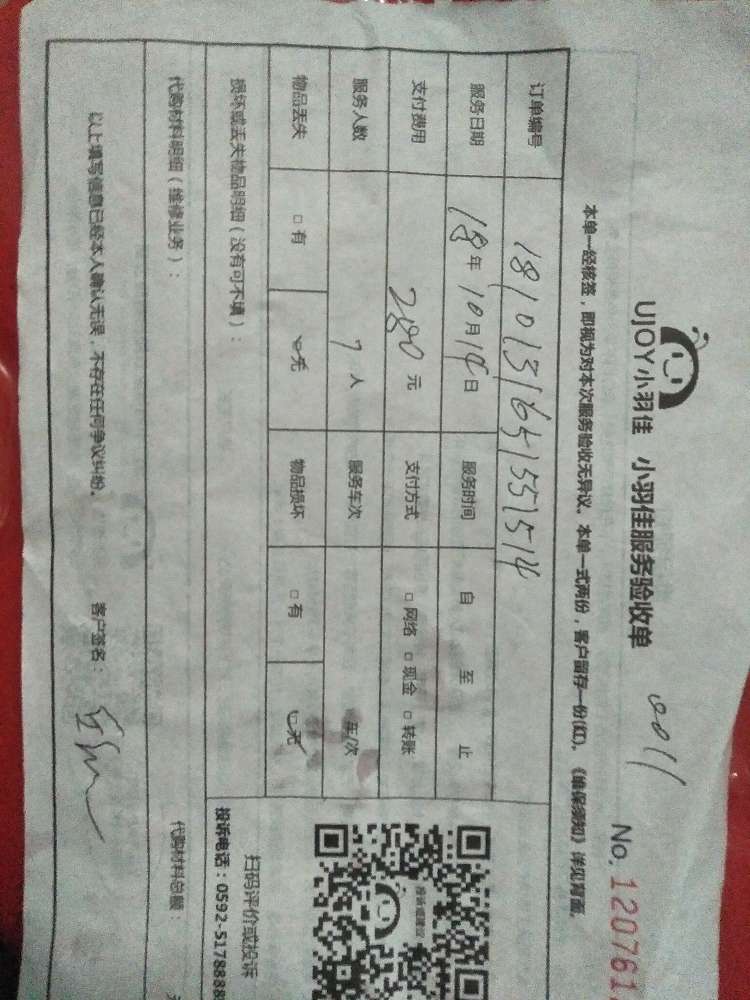 0011
UJOY小羽佳 小羽佳服务验收单
No. 120761
本单一经核签，即视为对本次服务验收无异议。本单一式两份，客户留存一份(红)，《维保须知》详见背面。
订单编号
服务日期 18年10月14日 服务时间 自 至 止
支付费用 280元 支付方式 □网络 □现金 □转账
服务人数 7人 服务车次 车/次
物品丢失 □有 □无 物品损坏 □有 □无
损坏或丢失物品明细（没有可不填）：
代购材料明细（维修业务）： 代购材料总额：
以上填写信息已经本人确认无误，不存在任何争议纠纷。 客户签名：
扫码评价或投诉
投诉电话：0592-5178888